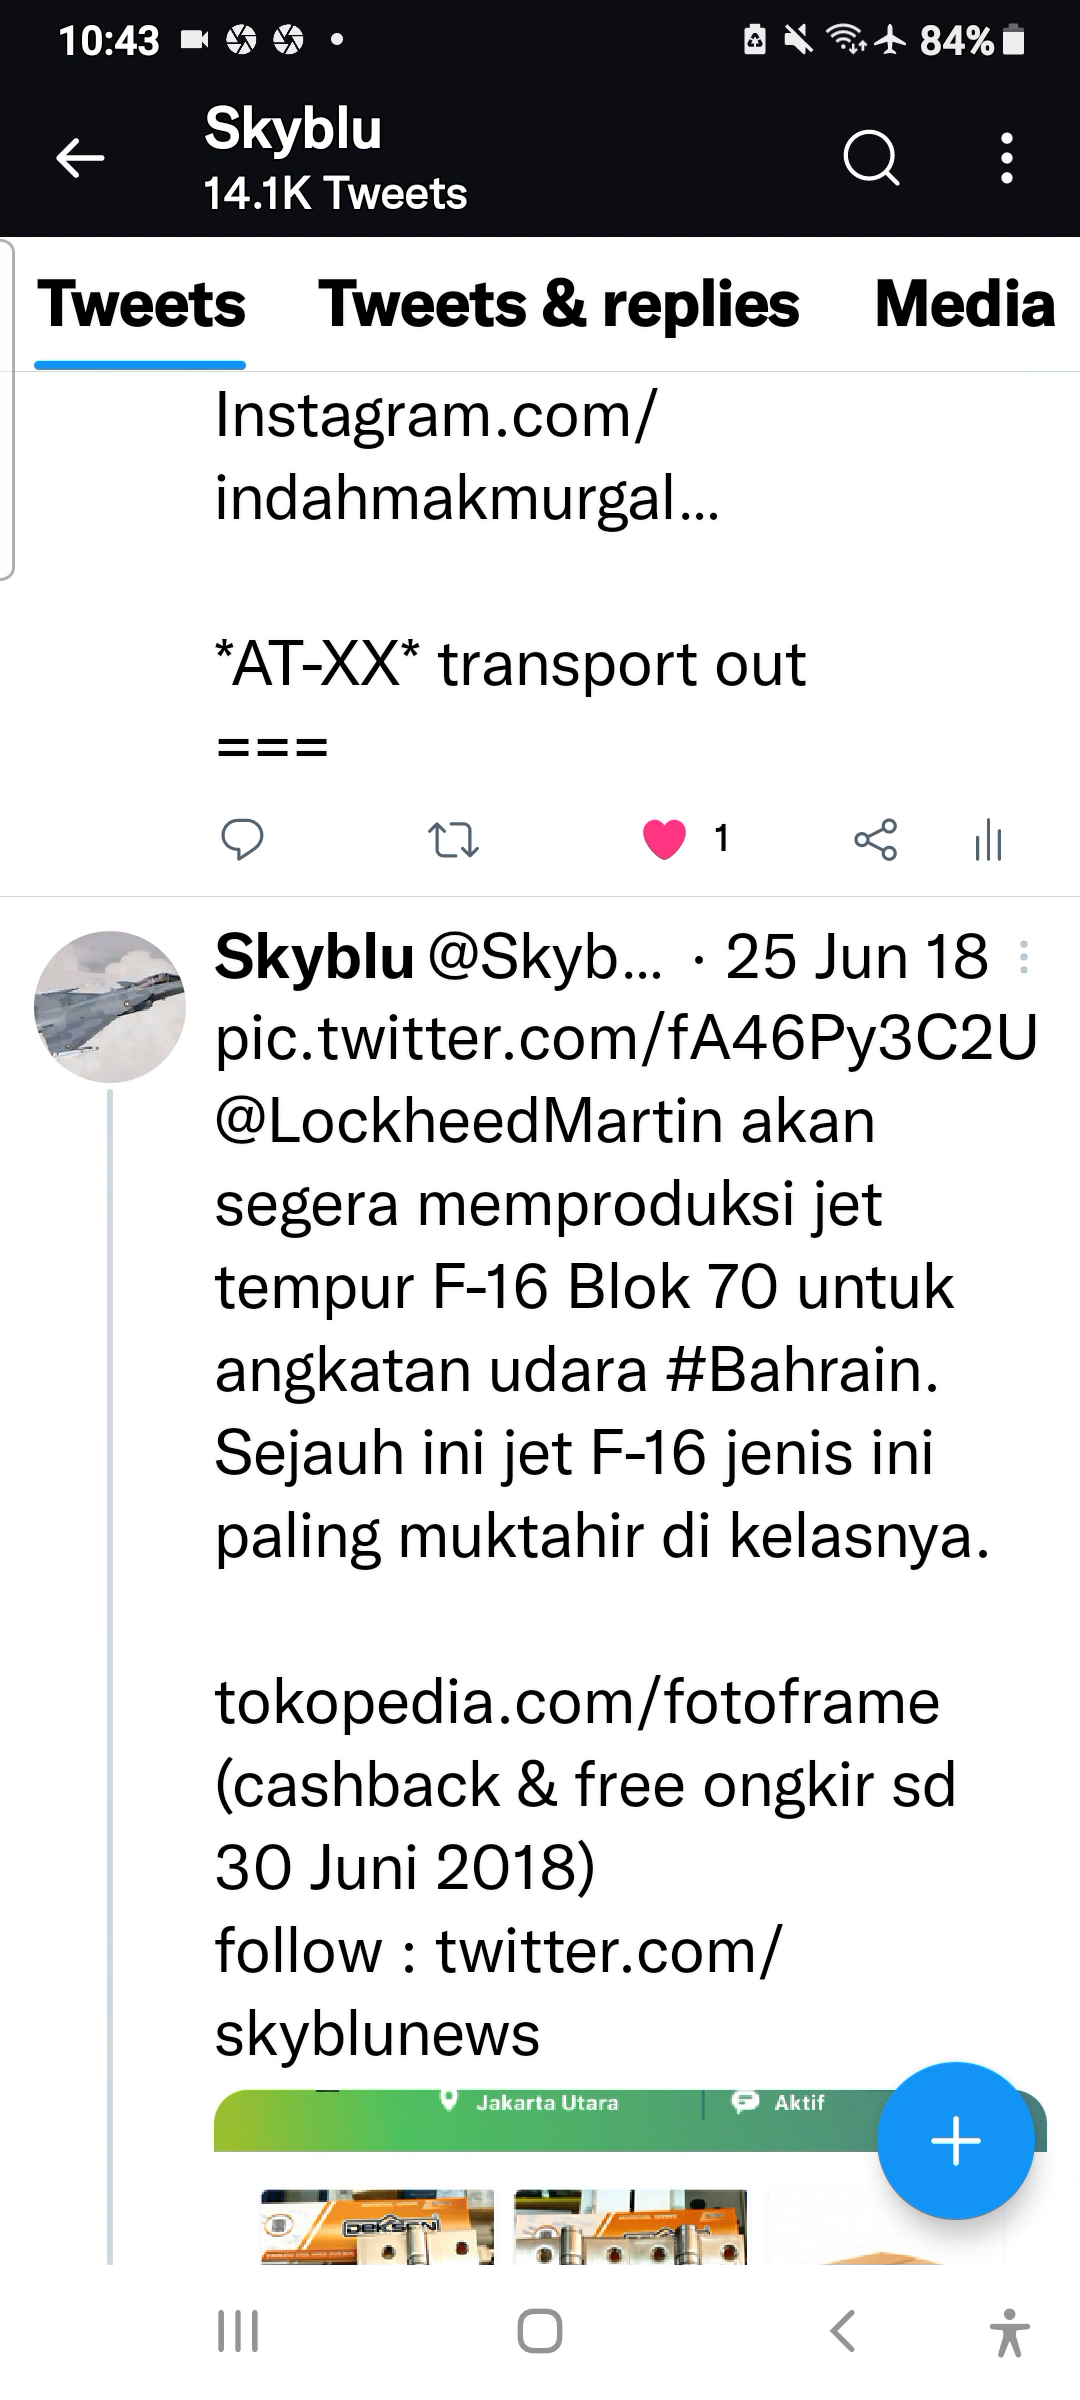 10:43 84%
Skyblu
14.1K Tweets
Tweets Tweets & replies Media
Instagram.com/
indahmakmurgal...
*AT-XX* transport out
===
1
Skyblu @Skyb... · 25 Jun 18
pic.twitter.com/fA46Py3C2U
@LockheedMartin akan
segera memproduksi jet
tempur F-16 Blok 70 untuk
angkatan udara #Bahrain.
Sejauh ini jet F-16 jenis ini
paling muktahir di kelasnya.
tokopedia.com/fotoframe
(cashback & free ongkir sd
30 Juni 2018)
follow : twitter.com/
skyblunews
Jakarta Utara Aktif
DEKSON